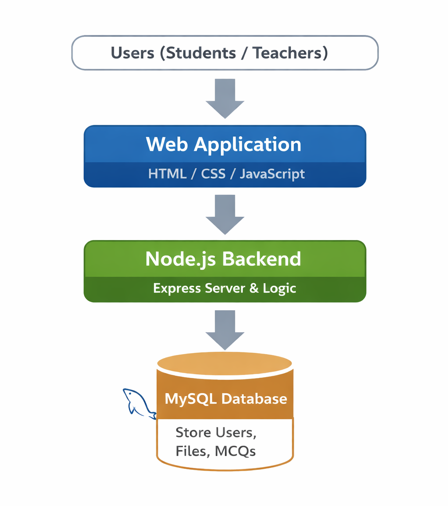 Users (Students / Teachers)
Web Application
HTML / CSS / JavaScript
Node.js Backend
Express Server & Logic
MySQL Database
Store Users,
Files, MCQs